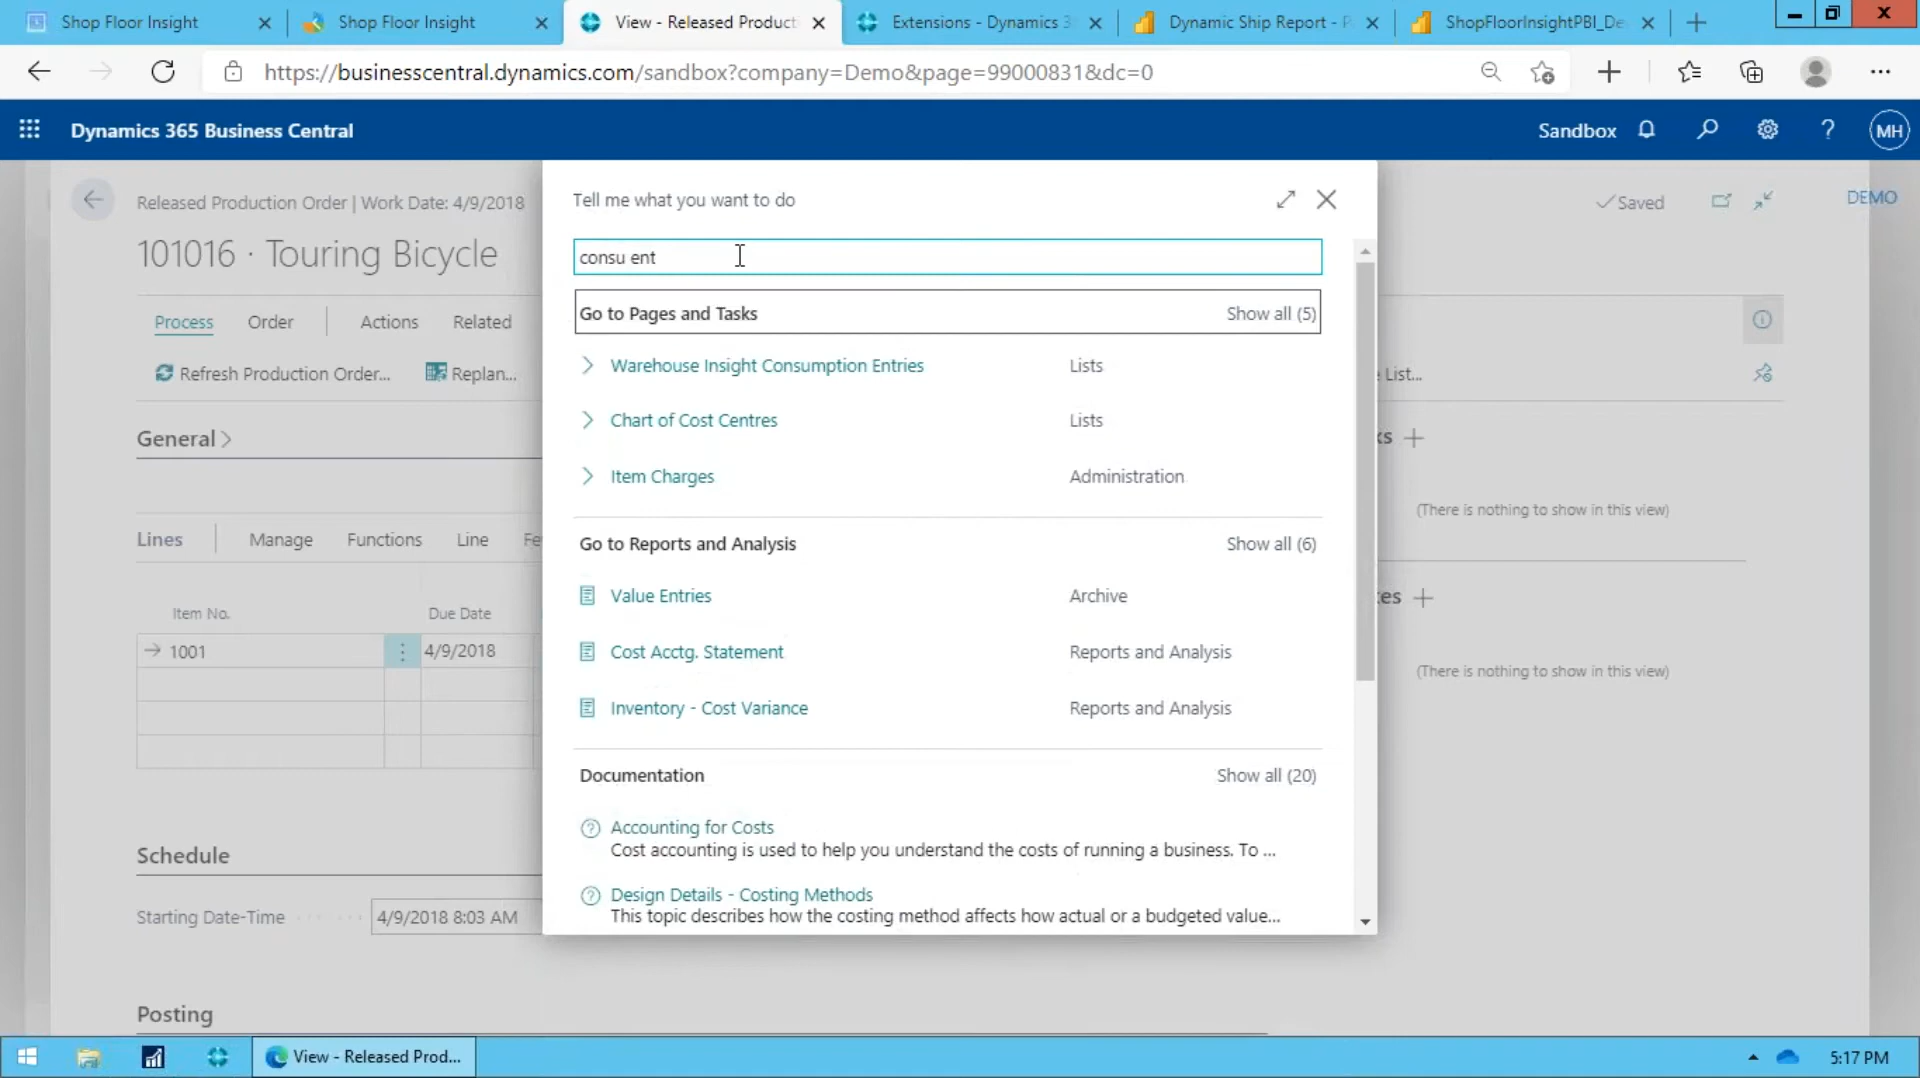 Shop Floor Insight
Shop Floor Insight
View - Released Product
Extensions - Dynamics 3
Dynamic Ship Report - P
ShopFloorInsightPBI_De
https://businesscentral.dynamics.com/sandbox?company=Demo&page=99000831&dc=0
Dynamics 365 Business Central
Sandbox
?
MH
Released Production Order | Work Date: 4/9/2018
Saved
DEMO
101016 · Touring Bicycle
Process
Order
Actions
Related
Refresh Production Order...
Replan...
List...
General
ks
(There is nothing to show in this view)
Lines
Manage
Functions
Line
Fe
es
Item No.
Due Date
1001
4/9/2018
(There is nothing to show in this view)
Schedule
Starting Date-Time
4/9/2018 8:03 AM
Posting
Tell me what you want to do
consu ent
Go to Pages and Tasks
Show all (5)
Warehouse Insight Consumption Entries
Lists
Chart of Cost Centres
Lists
Item Charges
Administration
Go to Reports and Analysis
Show all (6)
Value Entries
Archive
Cost Acctg. Statement
Reports and Analysis
Inventory - Cost Variance
Reports and Analysis
Documentation
Show all (20)
Accounting for Costs
Cost accounting is used to help you understand the costs of running a business. To ...
Design Details - Costing Methods
This topic describes how the costing method affects how actual or a budgeted value...
View - Released Prod...
5:17 PM